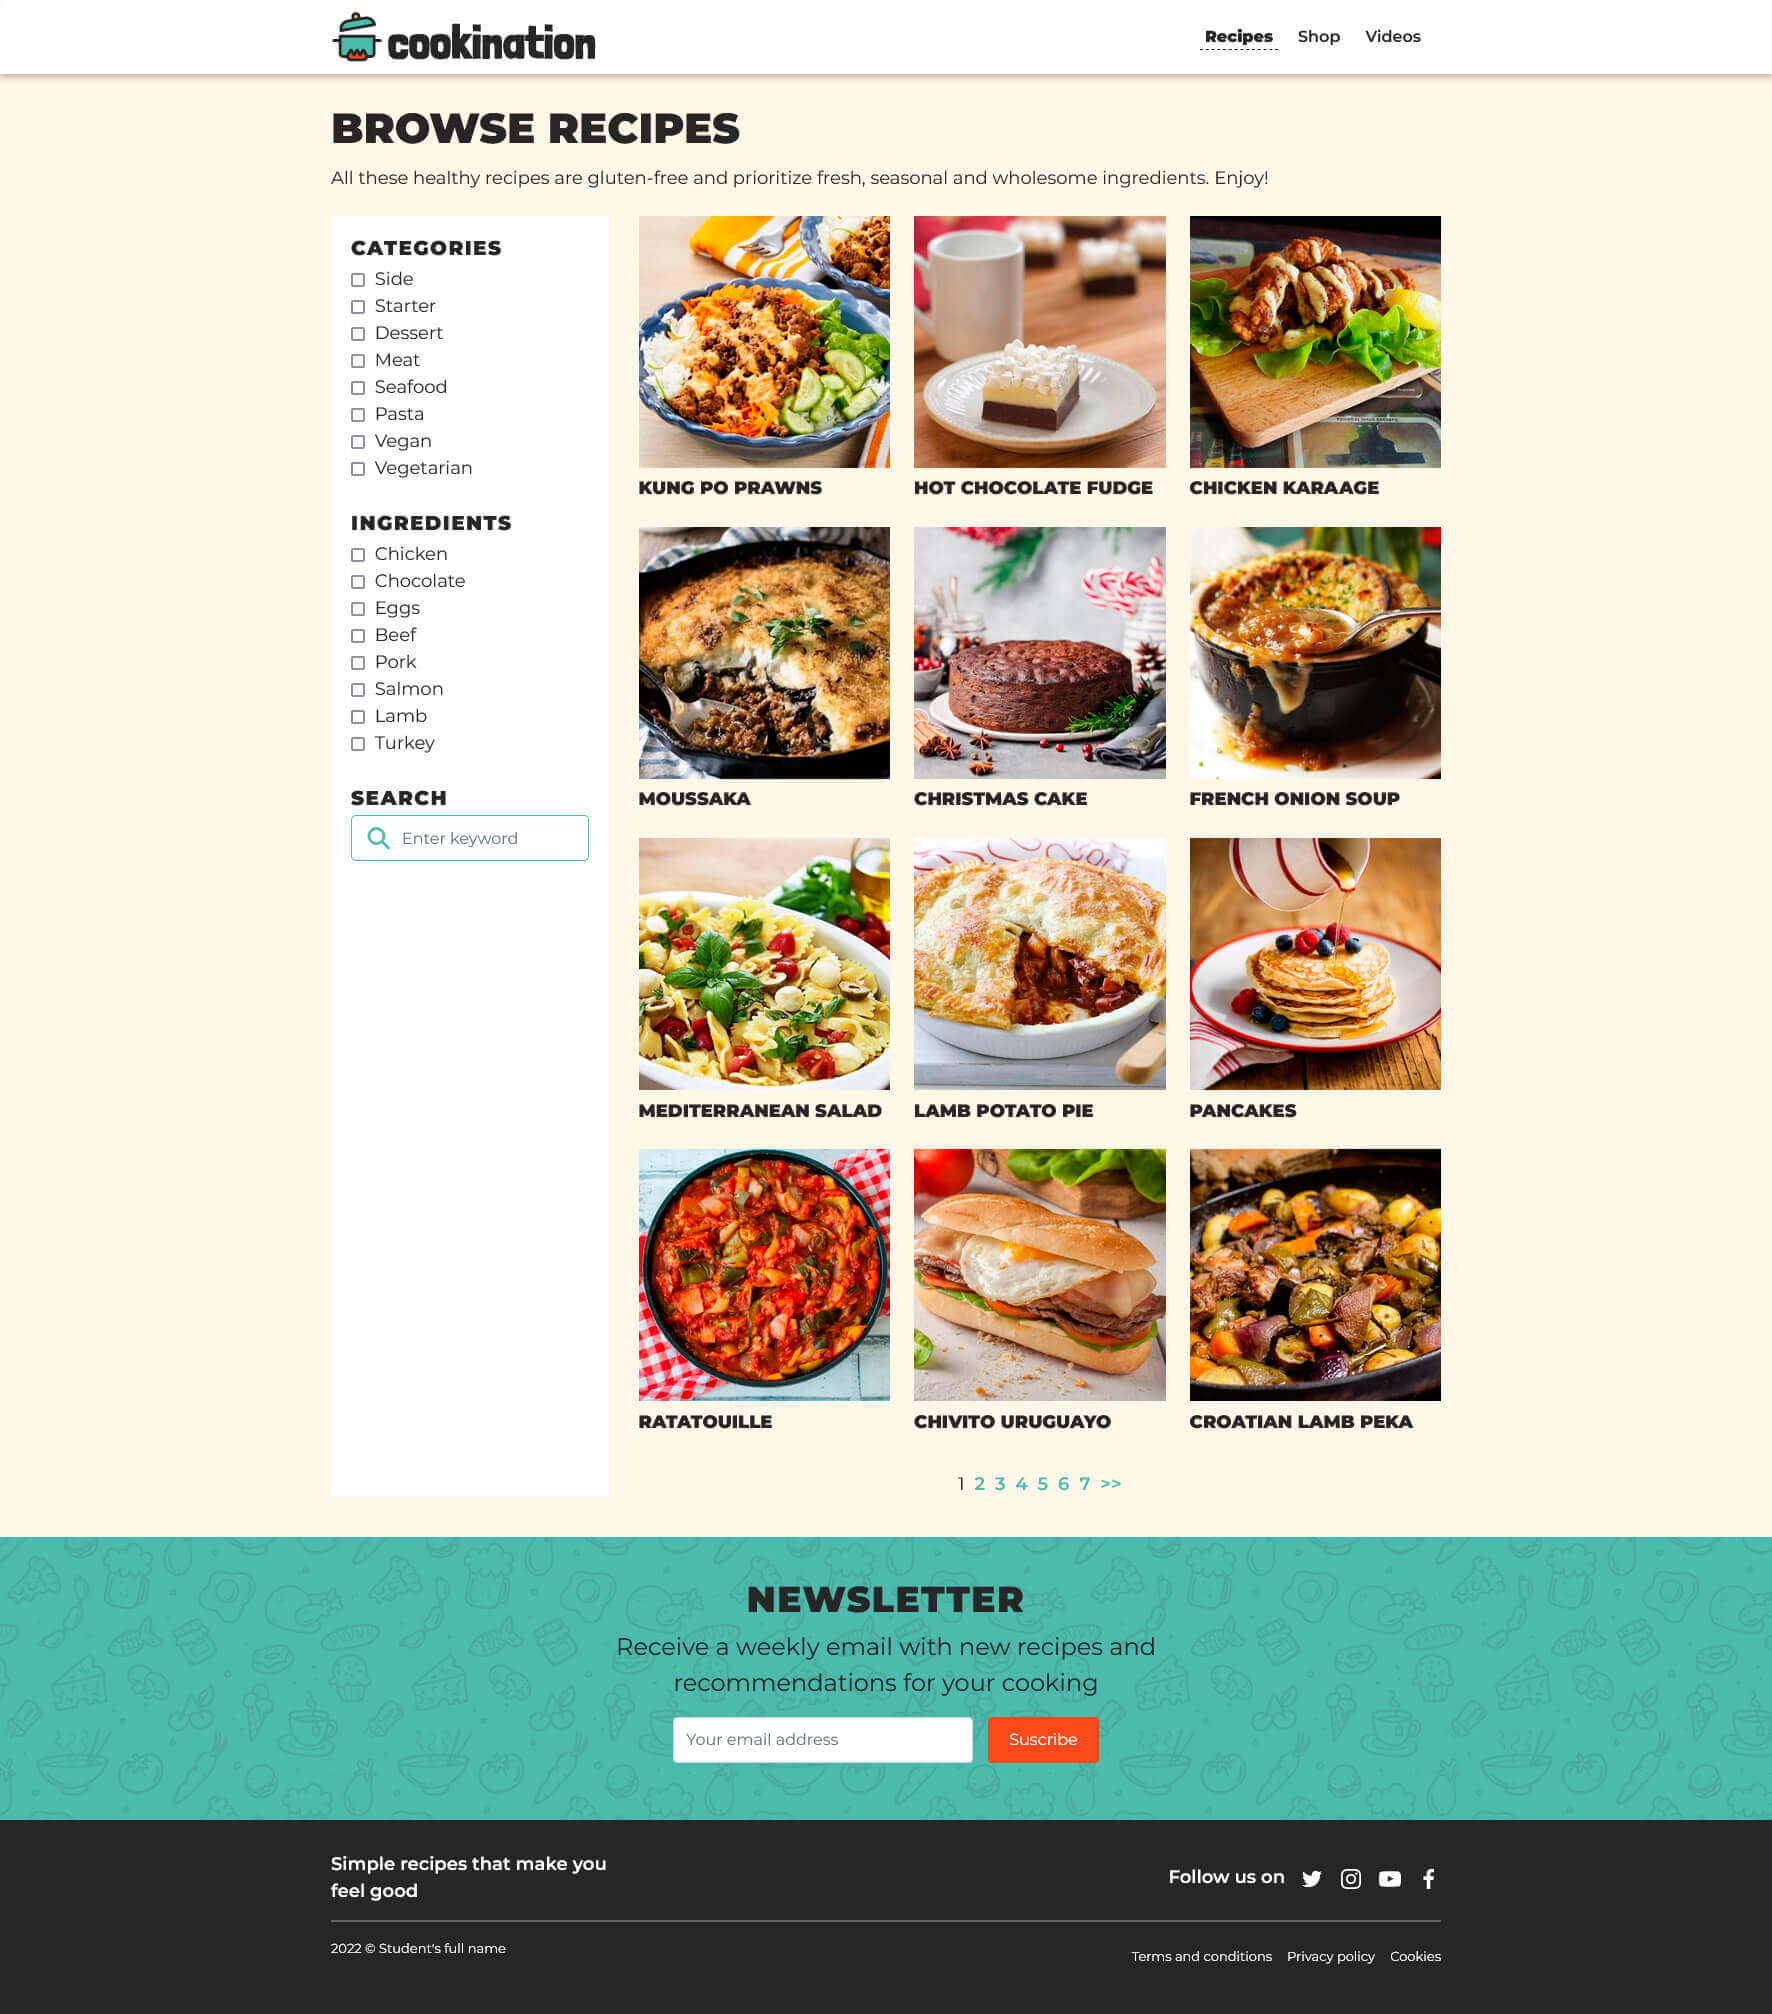 cookination
Recipes Shop Videos
BROWSE RECIPES
All these healthy recipes are gluten-free and prioritize fresh, seasonal and wholesome ingredients. Enjoy!
CATEGORIES
Side
Starter
Dessert
Meat
Seafood
Pasta
Vegan
Vegetarian
INGREDIENTS
Chicken
Chocolate
Eggs
Beef
Pork
Salmon
Lamb
Turkey
SEARCH
Enter keyword
KUNG PO PRAWNS
HOT CHOCOLATE FUDGE
CHICKEN KARAAGE
MOUSSAKA
CHRISTMAS CAKE
FRENCH ONION SOUP
MEDITERRANEAN SALAD
LAMB POTATO PIE
PANCAKES
RATATOUILLE
CHIVITO URUGUAYO
CROATIAN LAMB PEKA
1 2 3 4 5 6 7 >>
NEWSLETTER
Receive a weekly email with new recipes and
recommendations for your cooking
Your email address
Suscribe
Simple recipes that make you
feel good
Follow us on
2022 © Student's full name
Terms and conditions Privacy policy Cookies